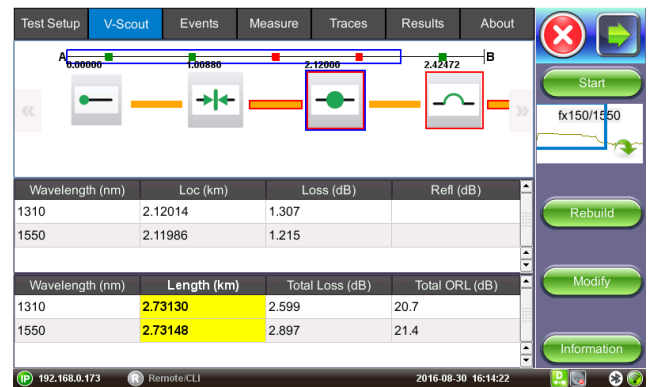 Test Setup V-Scout Events Measure Traces Results About
A B
0.00000 1.00880 2.12000 2.42472
Start
fx150/1550
Wavelength (nm) Loc (km) Loss (dB) Refl (dB)
1310 2.12014 1.307
1550 2.11986 1.215
Rebuild
Wavelength (nm) Length (km) Total Loss (dB) Total ORL (dB)
1310 2.73130 2.599 20.7
1550 2.73148 2.897 21.4
Modify
Information
IP 192.168.0.173 R Remote/CLI 2016-08-30 16:14:22